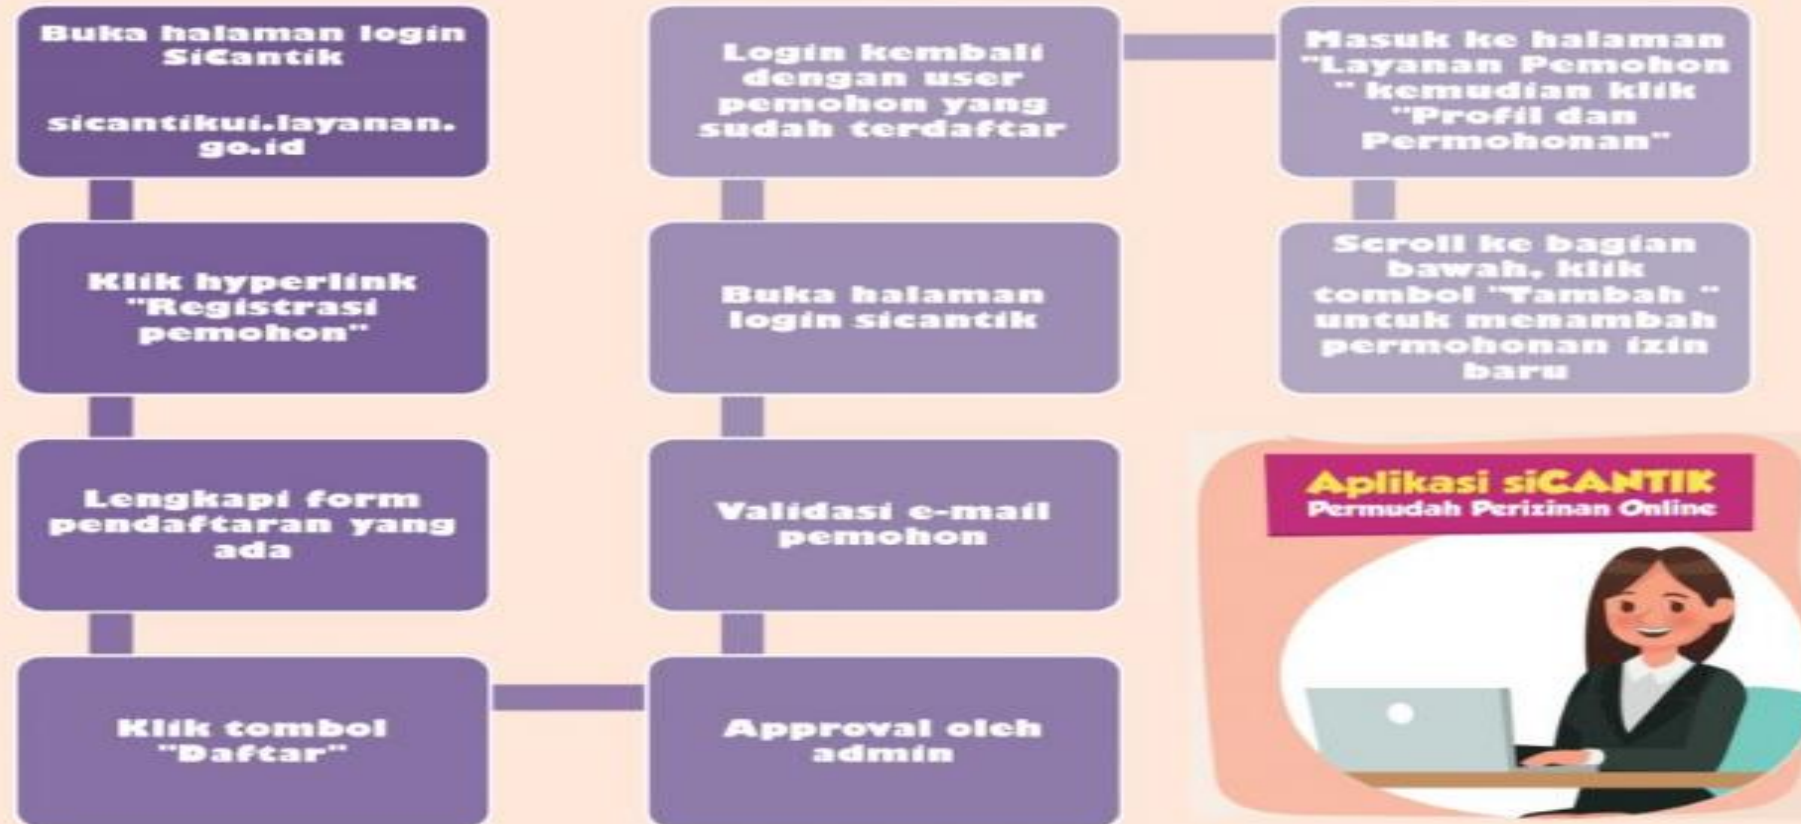 Buka halaman login
SiCantik
sicantikui.layanan.
go.id
Klik hyperlink
"Registrasi
pemohon"
Lengkapi form
pendaftaran yang
ada
Klik tombol
"Daftar"
Approval oleh
admin
Validasi e-mail
pemohon
Buka halaman
login sicantik
Login kembali
dengan user
pemohon yang
sudah terdaftar
Masuk ke halaman
"Layanan Pemohon
" kemudian klik
"Profil dan
Permohonan"
Scroll ke bagian
bawah, klik
tombol "Tambah "
untuk menambah
permohonan izin
baru
Aplikasi siCANTIK
Permudah Perizinan Online